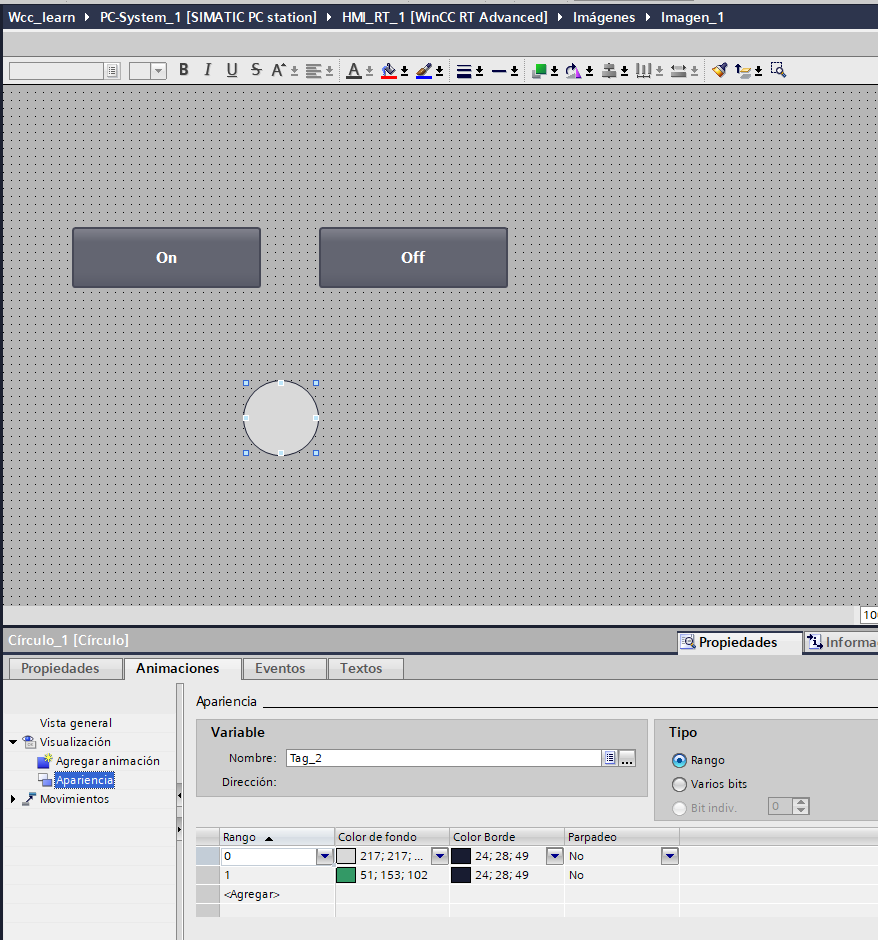 Wcc_learn PC-System_1 [SIMATIC PC station] HMI_RT_1 [WinCC RT Advanced] Imágenes Imagen_1
B I U S A A
On Off
10
Círculo_1 [Círculo] Propiedades Informa
Propiedades Animaciones Eventos Textos
Apariencia
Vista general
Visualización
Agregar animación
Apariencia
Movimientos
Variable
Nombre: Tag_2 ...
Dirección:
Tipo
Rango
Varios bits
Bit indiv. 0
Rango Color de fondo Color Borde Parpadeo
0 217; 217; ... 24; 28; 49 No
1 51; 153; 102 24; 28; 49 No
<Agregar>